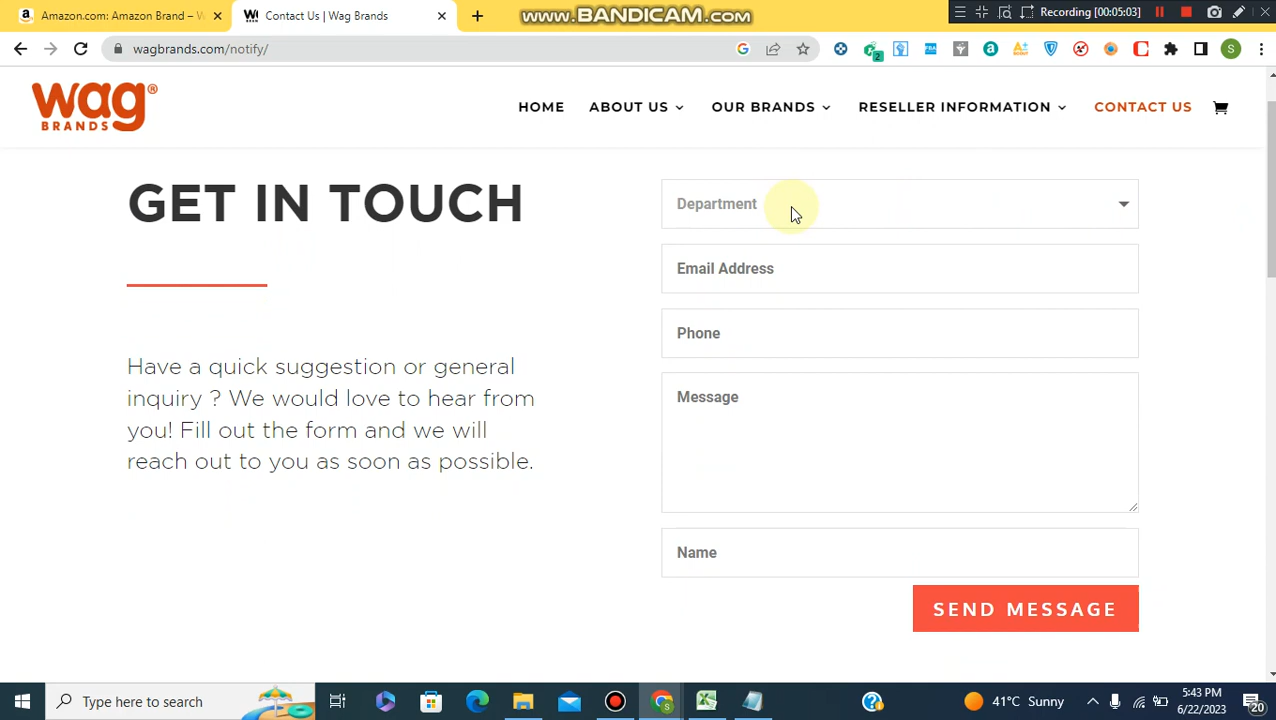 Amazon.com: Amazon Brand – W
Contact Us | Wag Brands
www.BANDICAM.com
Recording [00:05:03]
wagbrands.com/notify/
2
FBA
S
wag®
BRANDS
HOME
ABOUT US
OUR BRANDS
RESELLER INFORMATION
CONTACT US
GET IN TOUCH
Have a quick suggestion or general
inquiry ? We would love to hear from
you! Fill out the form and we will
reach out to you as soon as possible.
Department
Email Address
Phone
Message
Name
SEND MESSAGE
Type here to search
41°C Sunny
5:43 PM
6/22/2023
20